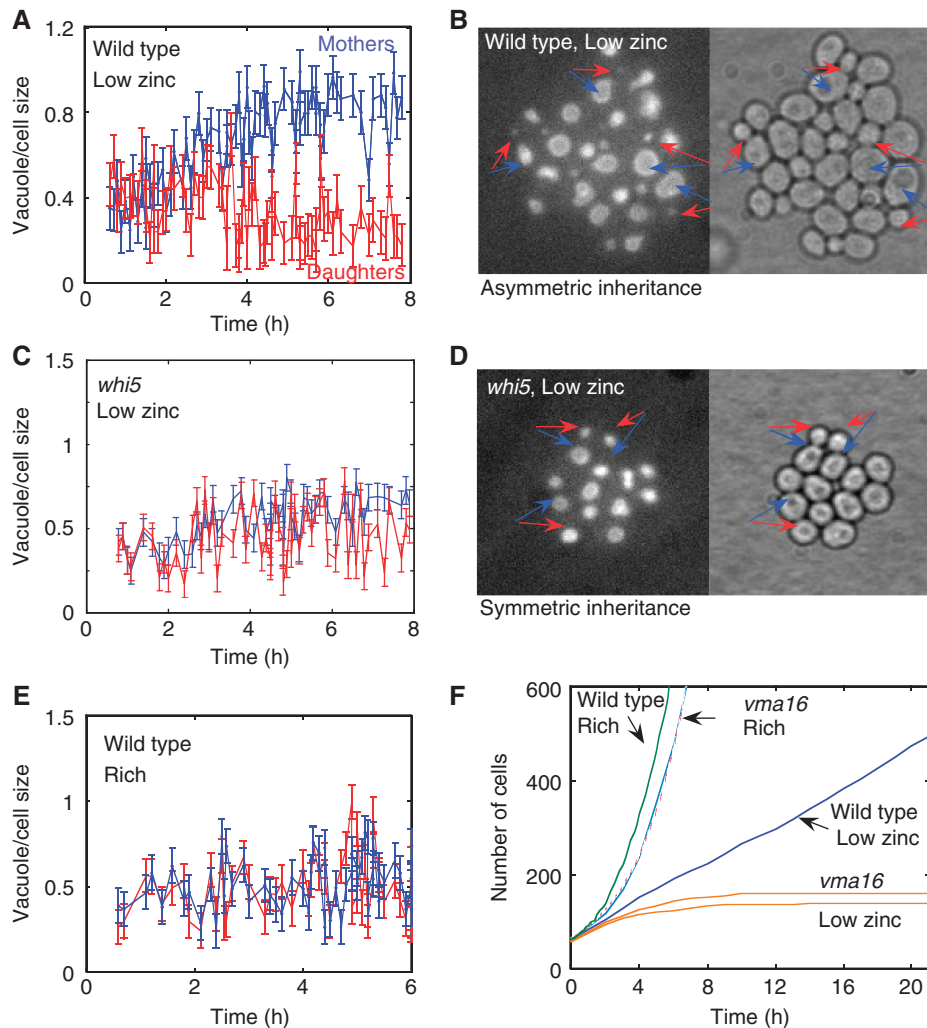 A
Wild type
Low zinc
Mothers
Daughters
Vacuole/cell size
1.2
0.8
0.4
0
0
2
4
6
8
Time (h)
B
Wild type, Low zinc
Asymmetric inheritance
C
whi5
Low zinc
Vacuole/cell size
1.5
1
0.5
0
0
2
4
6
8
Time (h)
D
whi5, Low zinc
Symmetric inheritance
E
Wild type
Rich
Vacuole/cell size
1.5
1
0.5
0
0
2
4
6
Time (h)
F
Wild type
Rich
vma16
Rich
Wild type
Low zinc
vma16
Low zinc
Number of cells
600
400
200
0
0
4
8
12
16
20
Time (h)